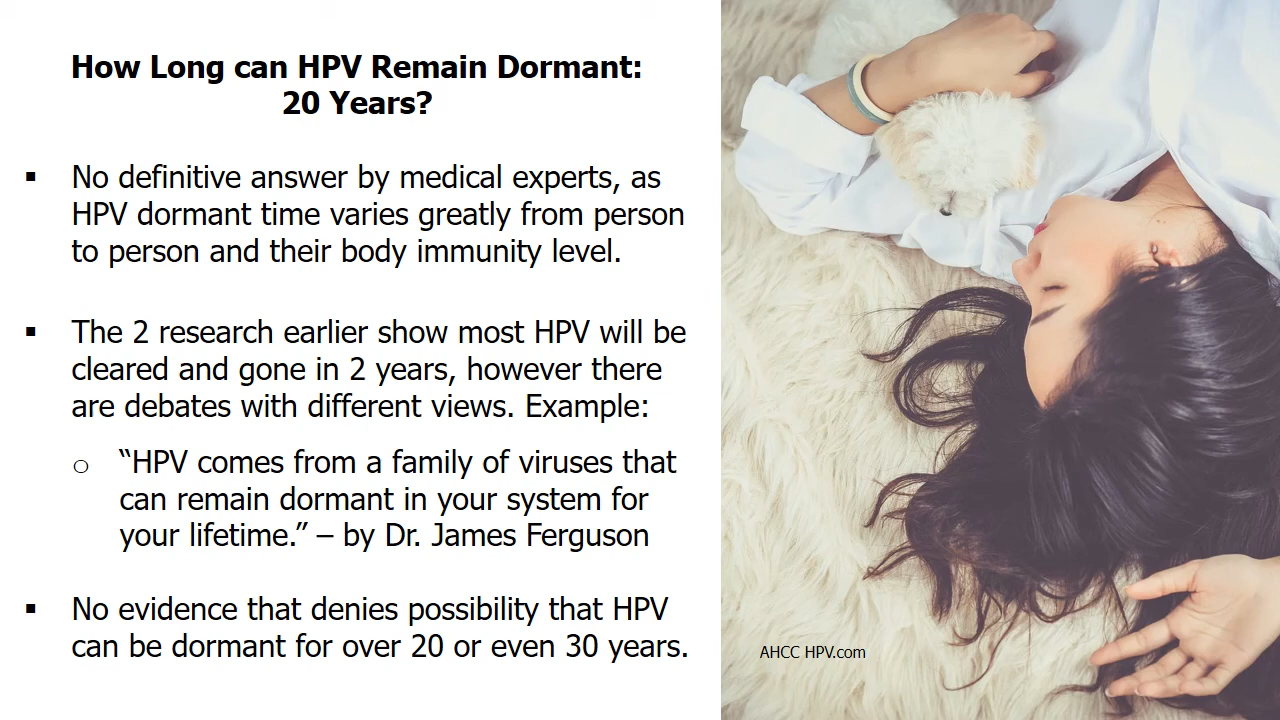 How Long can HPV Remain Dormant:
20 Years?
▪ No definitive answer by medical experts, as
HPV dormant time varies greatly from person
to person and their body immunity level.
▪ The 2 research earlier show most HPV will be
cleared and gone in 2 years, however there
are debates with different views. Example:
o “HPV comes from a family of viruses that
can remain dormant in your system for
your lifetime.” – by Dr. James Ferguson
▪ No evidence that denies possibility that HPV
can be dormant for over 20 or even 30 years.
AHCC HPV.com